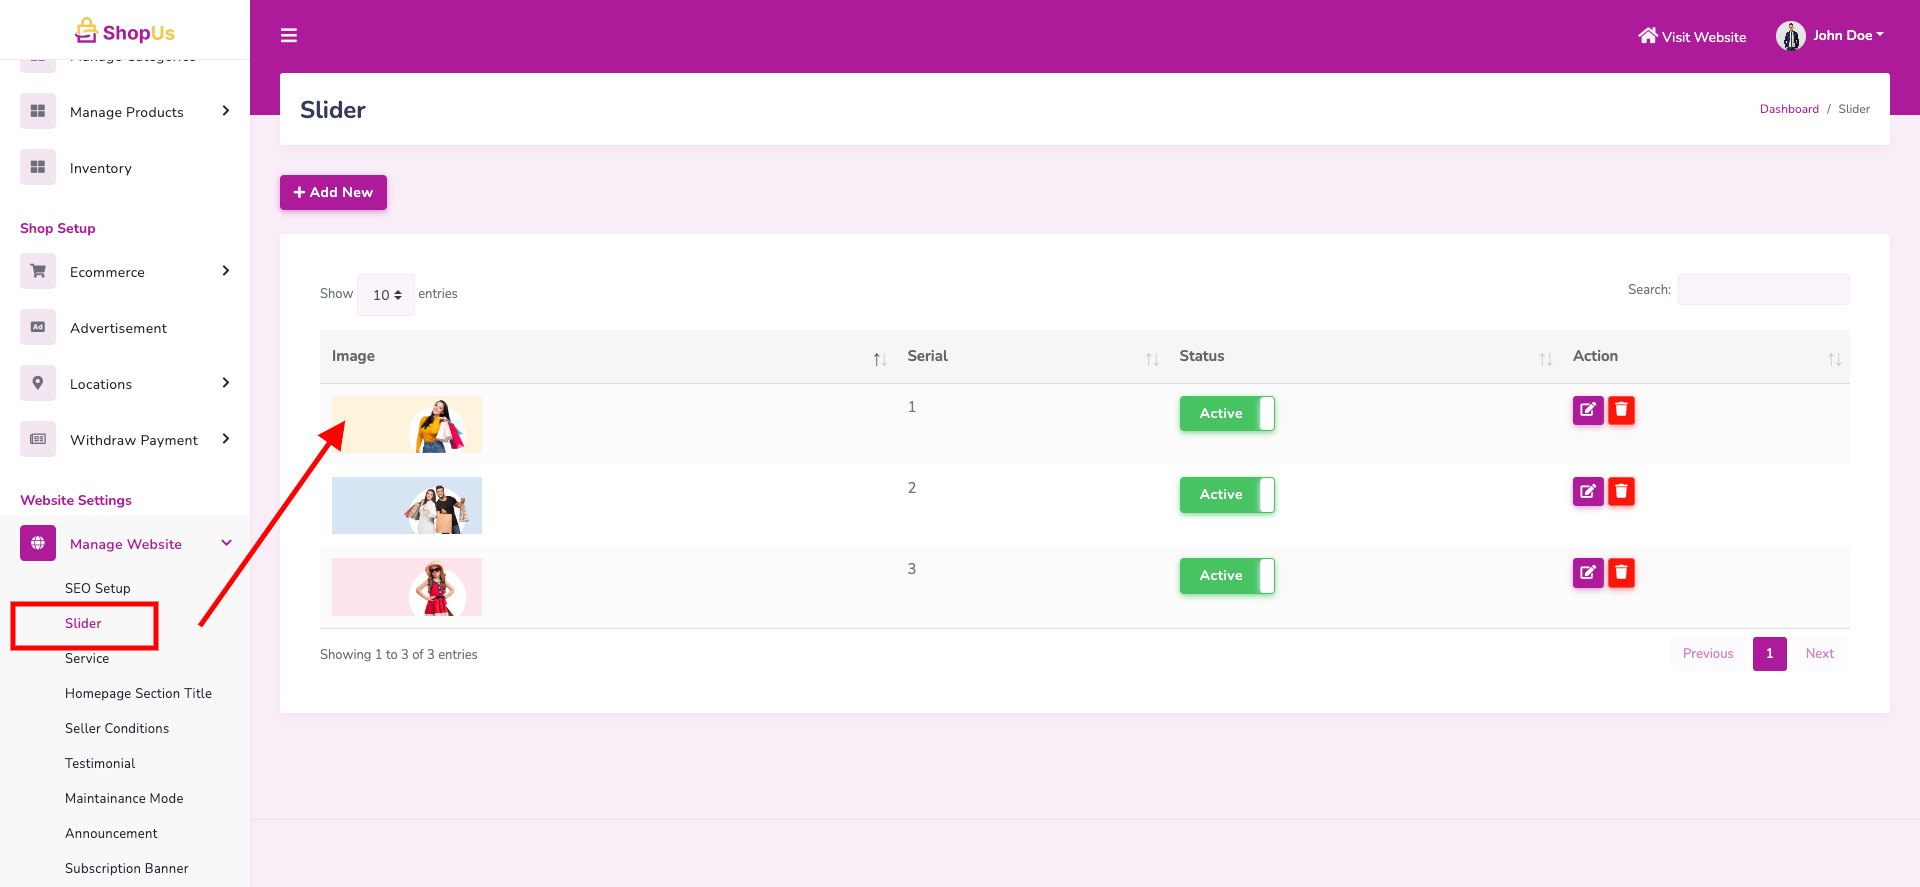 ShopUs
Visit Website
John Doe
Manage Categories
Manage Products
Inventory
Shop Setup
Ecommerce
Ad
Advertisement
Locations
Withdraw Payment
Website Settings
Manage Website
SEO Setup
Slider
Service
Homepage Section Title
Seller Conditions
Testimonial
Maintainance Mode
Announcement
Subscription Banner
Slider
Dashboard / Slider
+ Add New
Show 10 entries
Search:
Image Serial Status Action
1 Active
2 Active
3 Active
Showing 1 to 3 of 3 entries
Previous 1 Next